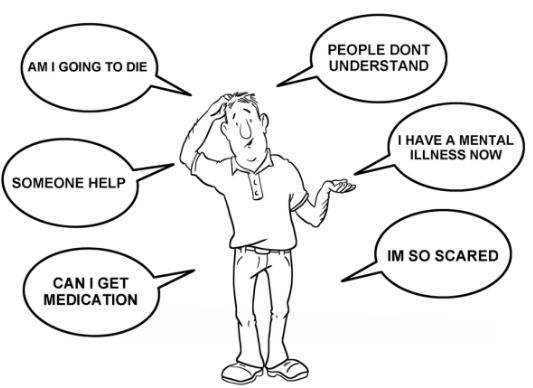 AM I GOING TO DIE
PEOPLE DONT
UNDERSTAND
I HAVE A MENTAL
ILLNESS NOW
SOMEONE HELP
IM SO SCARED
CAN I GET
MEDICATION